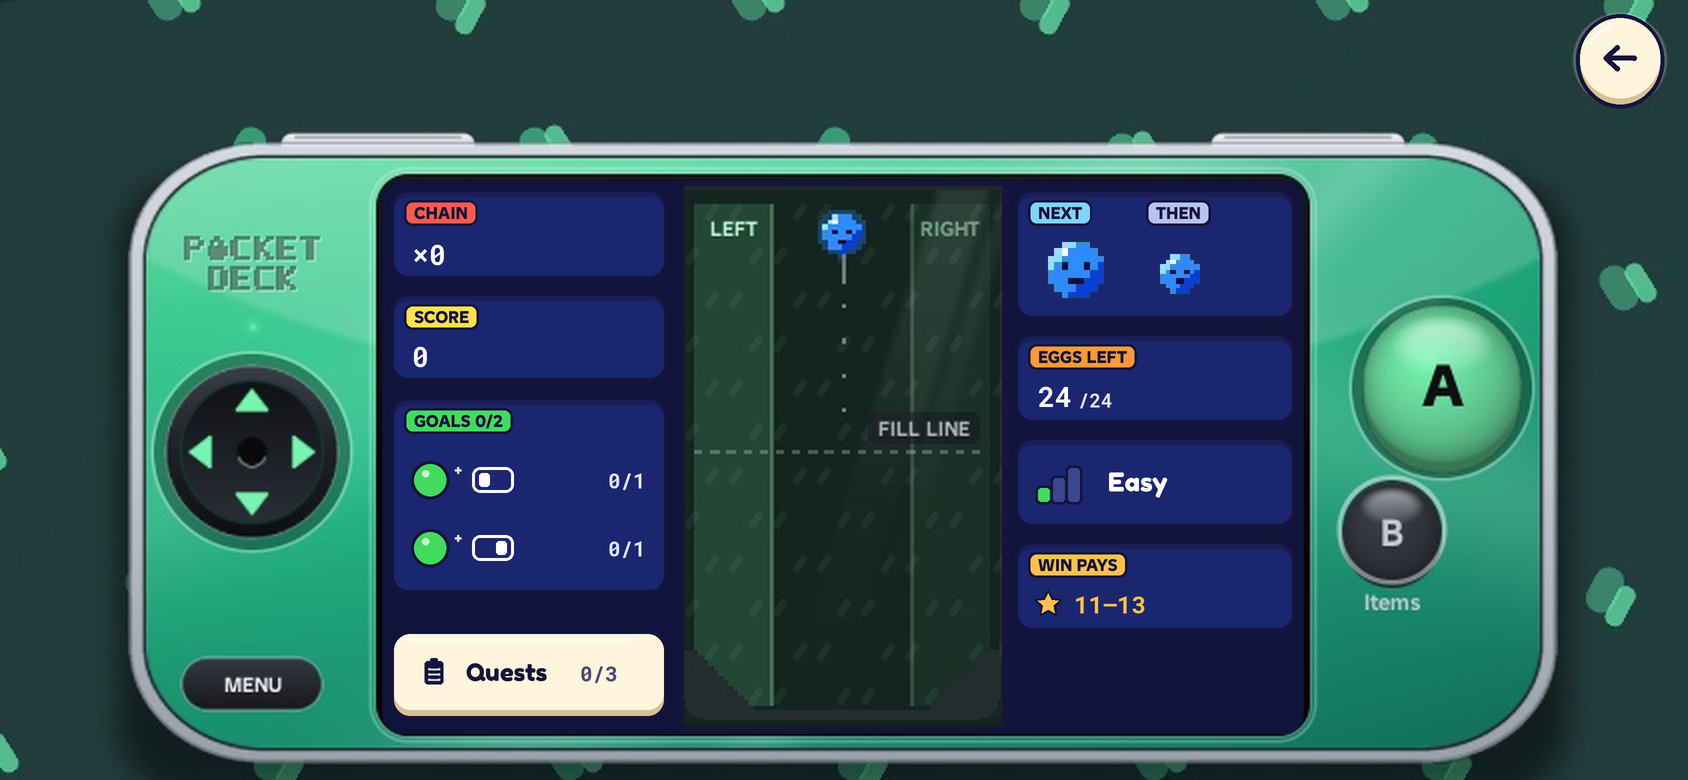 POCKET
DECK
MENU
CHAIN
×0
SCORE
0
GOALS 0/2
+ 0/1
+ 0/1
Quests 0/3
LEFT
RIGHT
FILL LINE
NEXT THEN
EGGS LEFT
24 /24
Easy
WIN PAYS
11–13
A
B
Items